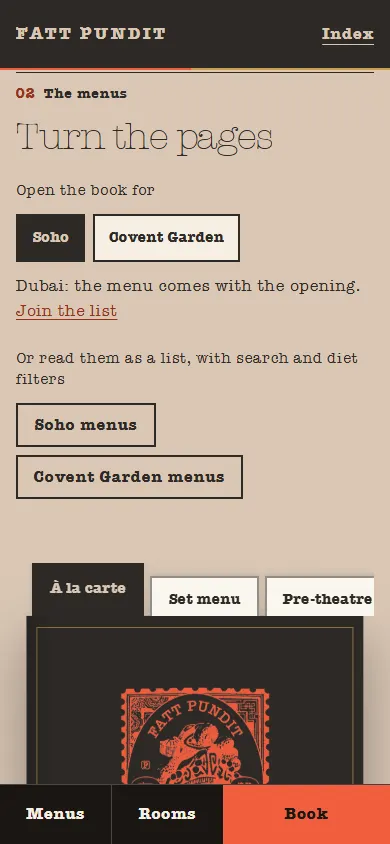 FATT PUNDIT
Index
02 The menus
Turn the pages
Open the book for
Soho
Covent Garden
Dubai: the menu comes with the opening.
Join the list
Or read them as a list, with search and diet
filters
Soho menus
Covent Garden menus
À la carte
Set menu
Pre-theatre
FATT PUNDIT
Menus
Rooms
Book